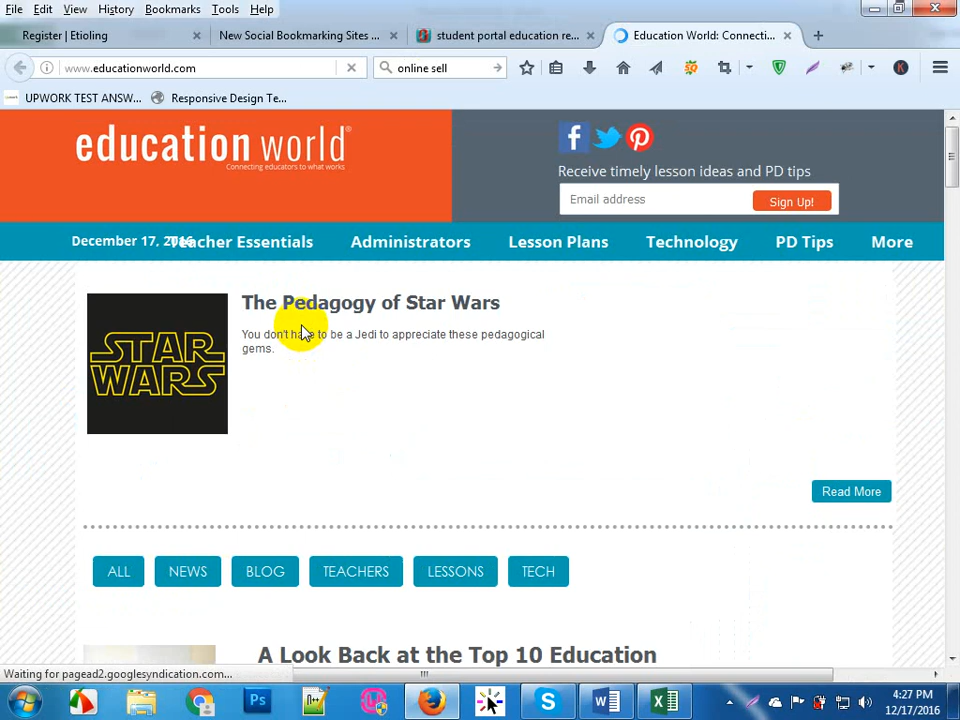 File Edit View History Bookmarks Tools Help
Register | Etioling
New Social Bookmarking Sites ...
student portal education re...
Education World: Connecti...
www.educationworld.com
online sell
UPWORK TEST ANSW...
Responsive Design Te...
education world®
Connecting educators to what works
Receive timely lesson ideas and PD tips
Email address
Sign Up!
December 17, 2016
Teacher Essentials
Administrators
Lesson Plans
Technology
PD Tips
More
STAR
WARS
The Pedagogy of Star Wars
You don't have to be a Jedi to appreciate these pedagogical
gems.
Read More
ALL
NEWS
BLOG
TEACHERS
LESSONS
TECH
A Look Back at the Top 10 Education
Waiting for pagead2.googlesyndication.com...
4:27 PM
12/17/2016